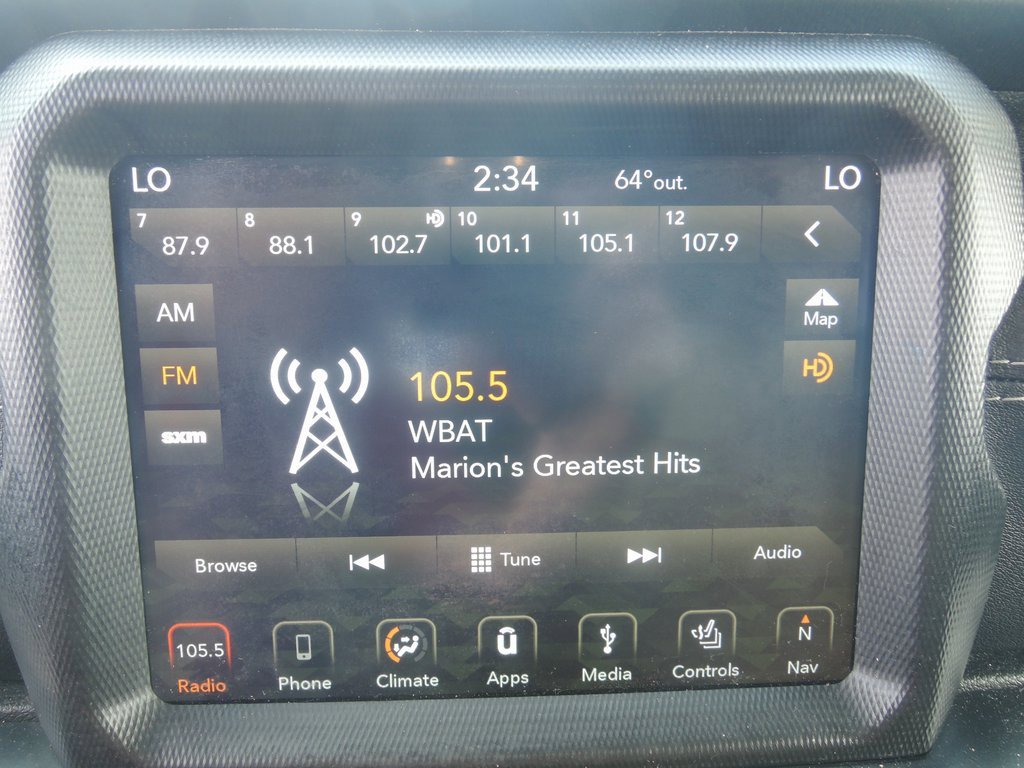 LO 2:34 64°out. LO
7 8 9 HD 10 11 12
87.9 88.1 102.7 101.1 105.1 107.9
AM
Map
FM
HD
105.5
sxm
WBAT
Marion's Greatest Hits
Browse Tune Audio
105.5 N
Radio Phone Climate Apps Media Controls Nav